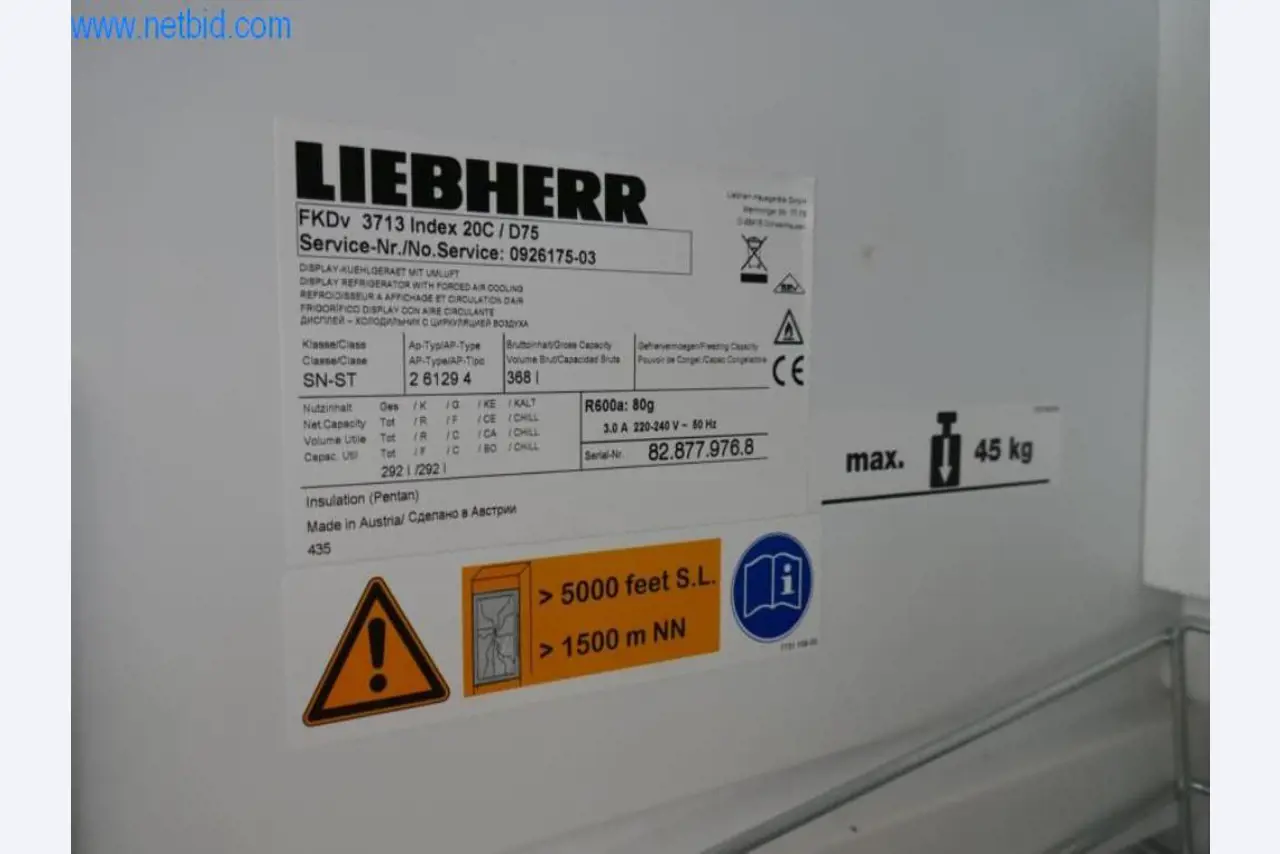 www.netbid.com
LIEBHERR
FKDv 3713 Index 20C / D75
Service-Nr./No.Service: 0926175-03
DISPLAY-KUEHLGERAET MIT UMLUFT
DISPLAY REFRIGERATOR WITH FORCED AIR COOLING
REFROIDISSEUR A AFFICHAGE ET CIRCULATION D'AIR
FRIGORÍFICO DISPLAY CON AIRE CIRCULANTE
ДИСПЛЕЙ – ХОЛОДИЛЬНИК С ЦИРКУЛЯЦИЕЙ ВОЗДУХА
Klasse/Class Ap-Typ/AP-Type Bruttoinhalt/Gross Capacity Gefriervermoegen/Freezing Capacity
Classe/Clase AP-Type/AP-Tipo Volume Brut/Capacidad Bruta Pouvoir de Congel./Capac.Congeladora
SN-ST 2 6129 4 368 l
CE
Nutzinhalt Ges / K / G / KE / KALT
Net.Capacity Tot / R / F / CE / CHILL
Volume Utile Tot / R / C / CA / CHILL
Capac. Util Tot / F / C / BO / CHILL
292 l /292 l
R600a: 80g
3.0 A 220-240 V ~ 50 Hz
Serial-Nr. 82.877.976.8
Insulation (Pentan)
Made in Austria/ Сделано в Австрии
435
max. 45 kg
> 5000 feet S.L.
> 1500 m NN